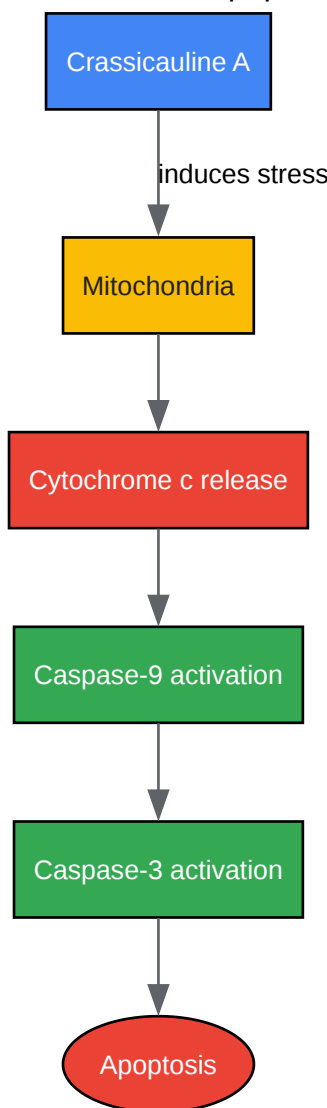 Crassicauline A
induces stress
Mitochondria
Cytochrome c release
Caspase-9 activation
Caspase-3 activation
Apoptosis